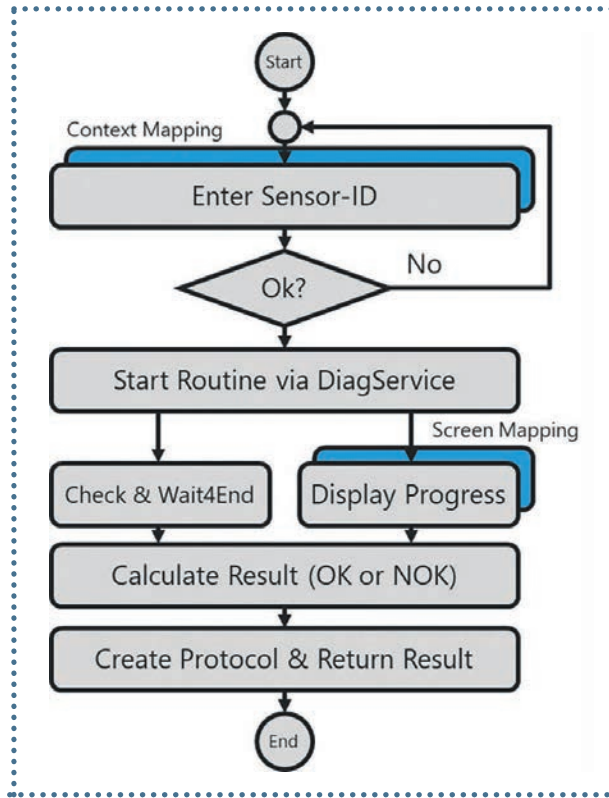 Start
Context Mapping
Enter Sensor-ID
No
Ok?
Start Routine via DiagService
Screen Mapping
Check & Wait4End
Display Progress
Calculate Result (OK or NOK)
Create Protocol & Return Result
End